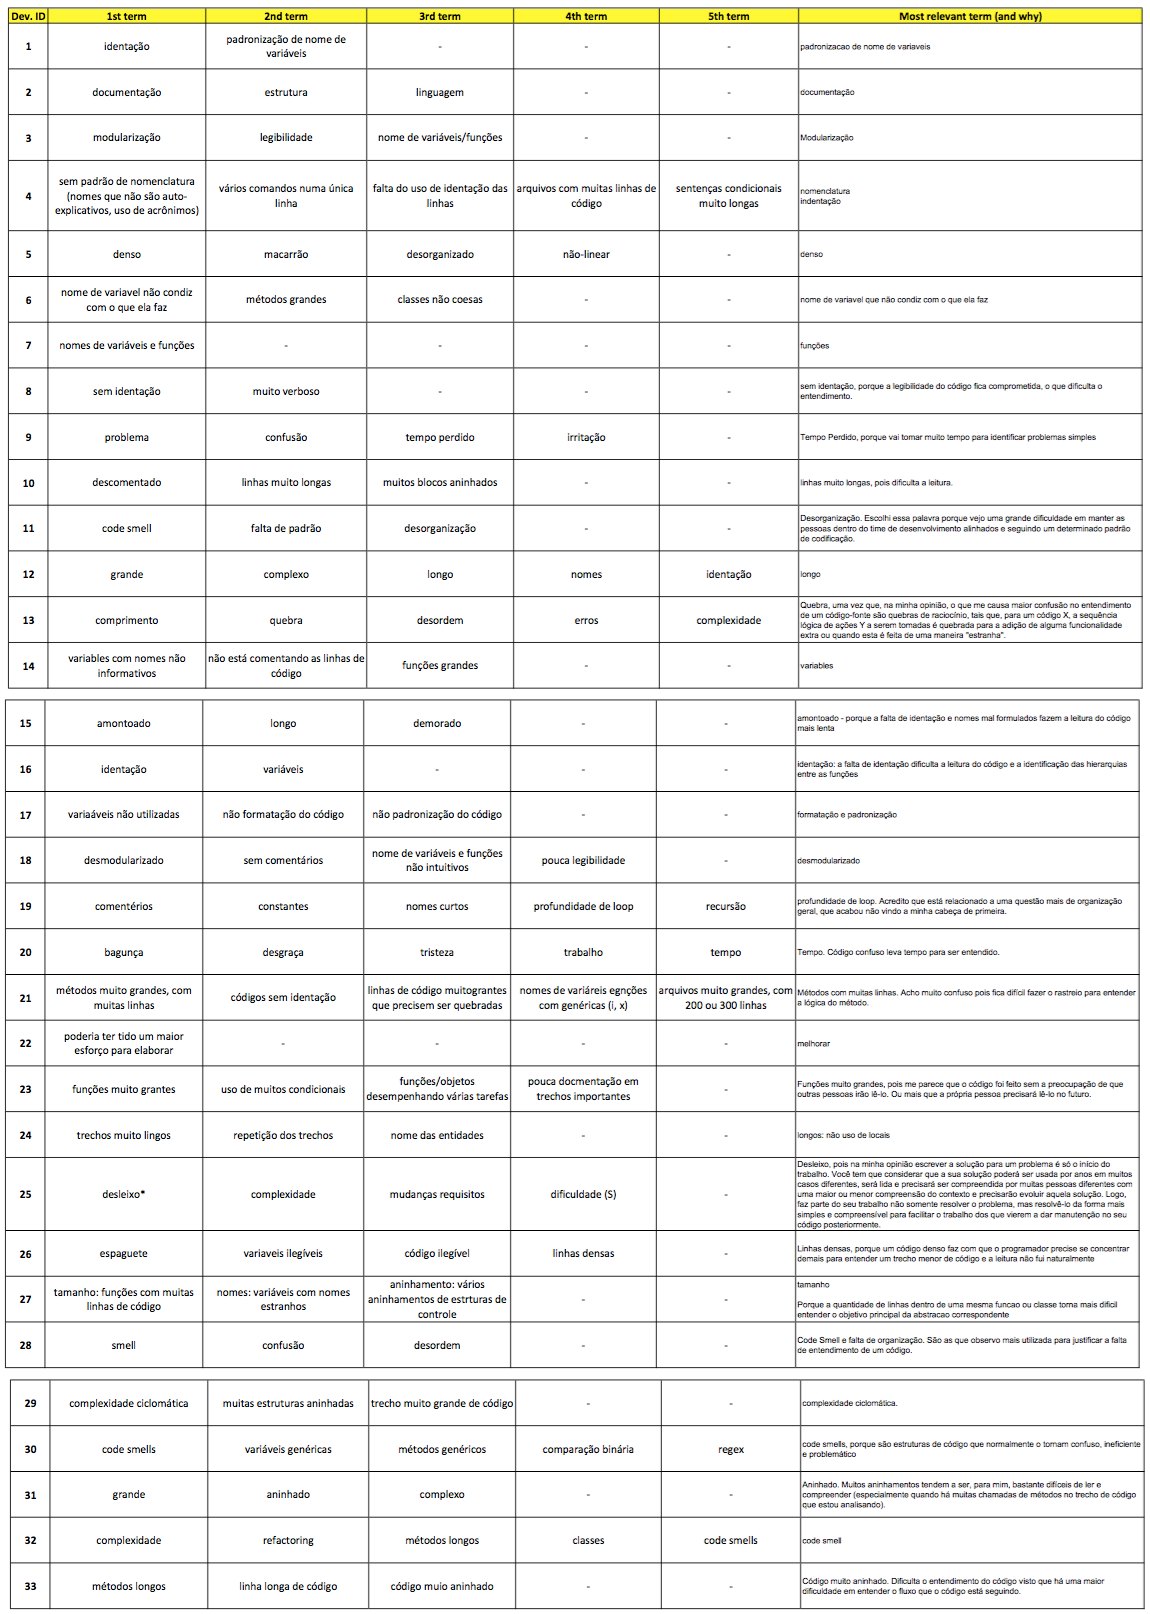 Dev. ID 1st term 2nd term 3rd term 4th term 5th term Most relevant term (and why)
1 identação padronização de nome de variáveis - - - padronizacao de nome de variaveis
2 documentação estrutura linguagem - - documentação
3 modularização legibilidade nome de variáveis/funções - - Modularização
4 sem padrão de nomenclatura (nomes que não são auto-explicativos, uso de acrônimos) vários comandos numa única linha falta do uso de identação das linhas arquivos com muitas linhas de código sentenças condicionais muito longas nomenclatura indentação
5 denso macarrão desorganizado não-linear - denso
6 nome de variavel não condiz com o que ela faz métodos grandes classes não coesas - - nome de variavel que não condiz com o que ela faz
7 nomes de variáveis e funções - - - - funções
8 sem identação muito verboso - - - sem identação, porque a legibilidade do código fica comprometida, o que dificulta o entendimento.
9 problema confusão tempo perdido irritação - Tempo Perdido, porque vai tomar muito tempo para identificar problemas simples
10 descomentado linhas muito longas muitos blocos aninhados - - linhas muito longas, pois dificulta a leitura.
11 code smell falta de padrão desorganização - - Desorganização. Escolhi essa palavra porque vejo uma grande dificuldade em manter as pessoas dentro do time de desenvolvimento alinhados e seguindo um determinado padrão de codificação.
12 grande complexo longo nomes identação longo
13 comprimento quebra desordem erros complexidade Quebra, uma vez que, na minha opinião, o que me causa maior confusão no entendimento de um código-fonte são quebras de raciocínio, tais que, para um código X, a sequência lógica de ações Y a serem tomadas é quebrada para a adição de alguma funcionalidade extra ou quando esta é feita de uma maneira "estranha".
14 variables com nomes não informativos não está comentando as linhas de código funções grandes - - variables
15 amontoado longo demorado - - amontoado - porque a falta de identação e nomes mal formulados fazem a leitura do código mais lenta
16 identação variáveis - - - identação: a falta de identação dificulta a leitura do código e a identificação das hierarquias entre as funções
17 variaáveis não utilizadas não formatação do código não padronização do código - - formatação e padronização
18 desmodularizado sem comentários nome de variáveis e funções não intuitivos pouca legibilidade - desmodularizado
19 comentérios constantes nomes curtos profundidade de loop recursão profundidade de loop. Acredito que está relacionado a uma questão mais de organização geral, que acabou não vindo a minha cabeça de primeira.
20 bagunça desgraça tristeza trabalho tempo Tempo. Código confuso leva tempo para ser entendido.
21 métodos muito grandes, com muitas linhas códigos sem identação linhas de código muitograntes que precisem ser quebradas nomes de variáreis egnções com genéricas (i, x) arquivos muito grandes, com 200 ou 300 linhas Métodos com muitas linhas. Acho muito confuso pois fica difícil fazer o rastreio para entender a lógica do método.
22 poderia ter tido um maior esforço para elaborar - - - - melhorar
23 funções muito grantes uso de muitos condicionais funções/objetos desempenhando várias tarefas pouca docmentação em trechos importantes - Funções muito grandes, pois me parece que o código foi feito sem a preocupação de que outras pessoas irão lê-lo. Ou mais que a própria pessoa precisará lê-lo no futuro.
24 trechos muito lingos repetição dos trechos nome das entidades - - longos: não uso de locais
25 desleixo* complexidade mudanças requisitos dificuldade (S) - Desleixo, pois na minha opinião escrever a solução para um problema é só o início do trabalho. Você tem que considerar que a sua solução poderá ser usada por anos em muitos casos diferentes, será lida e precisará ser compreendida por muitas pessoas diferentes com uma maior ou menor compreensão do contexto e precisarão evoluir aquela solução. Logo, faz parte do seu trabalho não somente resolver o problema, mas resolvê-lo da forma mais simples e compreensível para facilitar o trabalho dos que vierem a dar manutenção no seu código posteriormente.
26 espaguete variaveis ilegíveis código ilegível linhas densas - Linhas densas, porque um código denso faz com que o programador precise se concentrar demais para entender um trecho menor de código e a leitura não fui naturalmente
27 tamanho: funções com muitas linhas de código nomes: variáveis com nomes estranhos aninhamento: vários aninhamentos de estrturas de controle - - tamanho Porque a quantidade de linhas dentro de uma mesma funcao ou classe torna mais dificil entender o objetivo principal da abstracao correspondente
28 smell confusão desordem - - Code Smell e falta de organização. São as que observo mais utilizada para justificar a falta de entendimento de um código.
29 complexidade ciclomática muitas estruturas aninhadas trecho muito grande de código - - complexidade ciclomática.
30 code smells variáveis genéricas métodos genéricos comparação binária regex code smells, porque são estruturas de código que normalmente o tornam confuso, ineficiente e problemático
31 grande aninhado complexo - - Aninhado. Muitos aninhamentos tendem a ser, para mim, bastante difíceis de ler e compreender (especialmente quando há muitas chamadas de métodos no trecho de código que estou analisando).
32 complexidade refactoring métodos longos classes code smells code smell
33 métodos longos linha longa de código código muio aninhado - - Código muito aninhado. Dificulta o entendimento do código visto que há uma maior dificuldade em entender o fluxo que o código está seguindo.